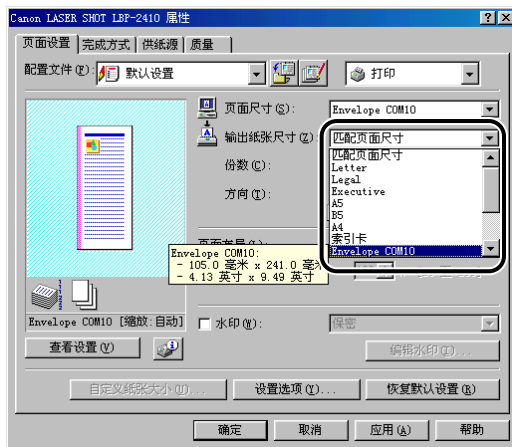 Canon LASER SHOT LBP-2410 属性
页面设置 完成方式 供纸源 质量
配置文件(F): 默认设置 打印
页面尺寸(S): Envelope COM10
输出纸张尺寸(Z): 匹配页面尺寸
匹配页面尺寸
Letter
Legal
Executive
A5
B5
A4
索引卡
Envelope COM10
份数(C):
方向(I):
Envelope COM10:
- 105.0 毫米 x 241.0 毫米
- 4.13 英寸 x 9.49 英寸
Envelope COM10 [缩放:自动]
水印(W): 保密
查看设置(V) 编辑水印(D)...
自定义纸张大小(U)... 设置选项(Y)... 恢复默认设置(R)
确定 取消 应用(A) 帮助